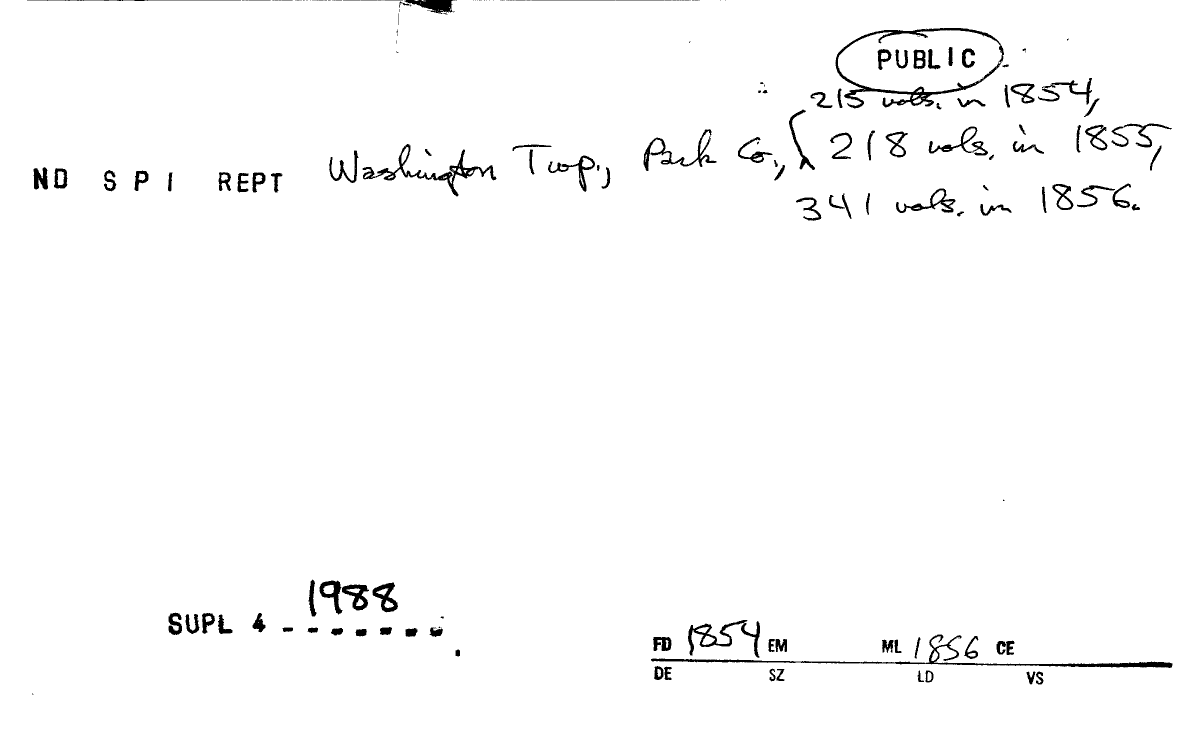 PUBLIC
215 vols. in 1854,
ND SPI REPT Washington Twp., Park Co., 218 vols. in 1855,
341 vols. in 1856.
1988
SUPL 4 - - - - - - - .
FD 1854 EM ML 1856 CE
DE SZ LD VS